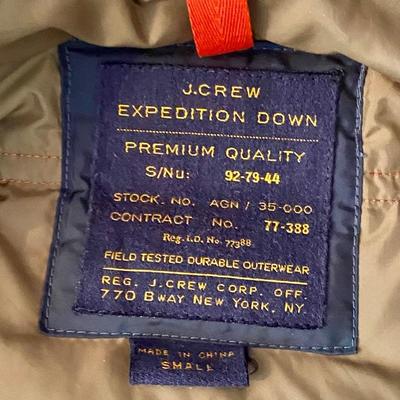 J.CREW
EXPEDITION DOWN
PREMIUM QUALITY
S/Nu: 92-79-44
STOCK. NO. AGN / 35-000
CONTRACT No. 77-388
Reg. I.D. No. 77388
FIELD TESTED DURABLE OUTERWEAR
REG. J.CREW CORP. OFF.
770 BWAY NEW YORK, NY.
MADE IN CHINA
SMALL